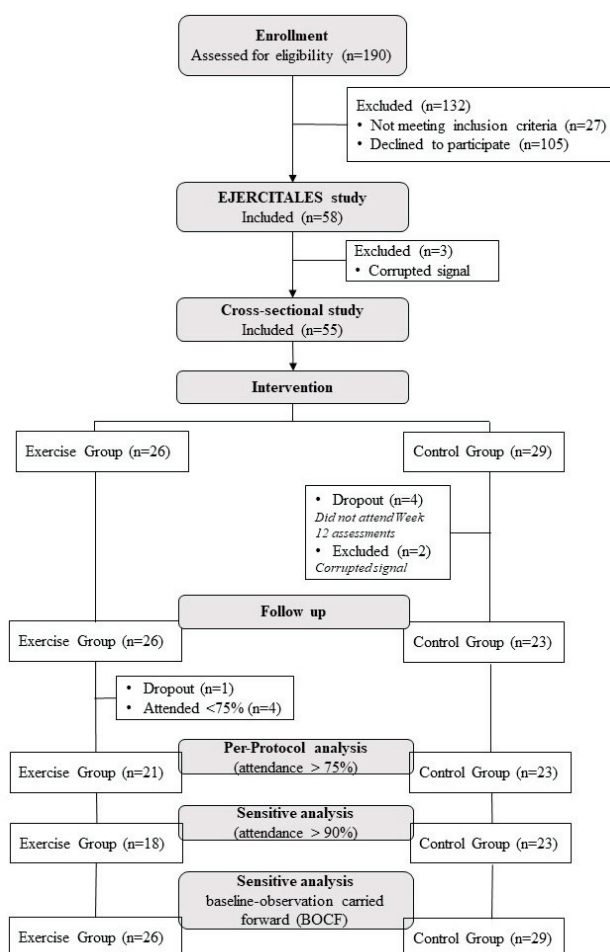 Enrollment
Assessed for eligibility (n=190)
Excluded (n=132)
• Not meeting inclusion criteria (n=27)
• Declined to participate (n=105)
EJERCITALES study
Included (n=58)
Excluded (n=3)
• Corrupted signal
Cross-sectional study
Included (n=55)
Intervention
Exercise Group (n=26)
Control Group (n=29)
• Dropout (n=4)
Did not attend Week
12 assessments
• Excluded (n=2)
Corrupted signal
Follow up
Exercise Group (n=26)
Control Group (n=23)
• Dropout (n=1)
• Attended <75% (n=4)
Per-Protocol analysis
(attendance > 75%)
Exercise Group (n=21)
Control Group (n=23)
Sensitive analysis
(attendance > 90%)
Exercise Group (n=18)
Control Group (n=23)
Sensitive analysis
baseline-observation carried
forward (BOCF)
Exercise Group (n=26)
Control Group (n=29)